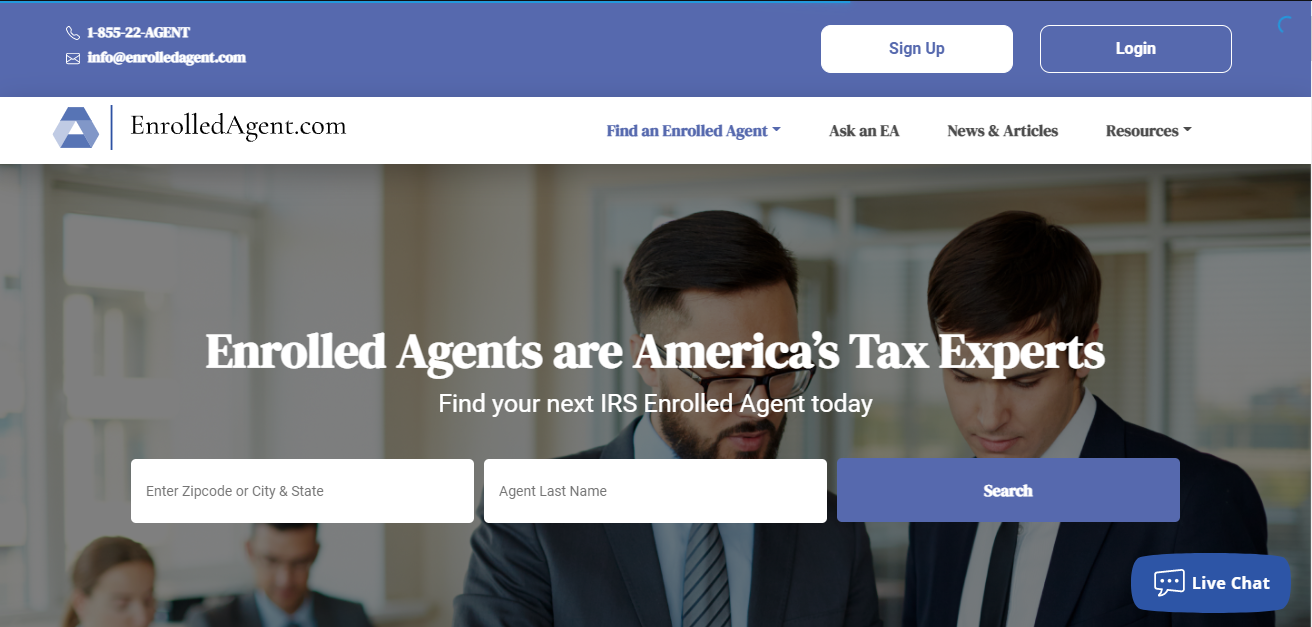 1-855-22-AGENT
info@enrolledagent.com
Sign Up
Login
EnrolledAgent.com
Find an Enrolled Agent
Ask an EA
News & Articles
Resources
Enrolled Agents are America's Tax Experts
Find your next IRS Enrolled Agent today
Enter Zipcode or City & State
Agent Last Name
Search
Live Chat